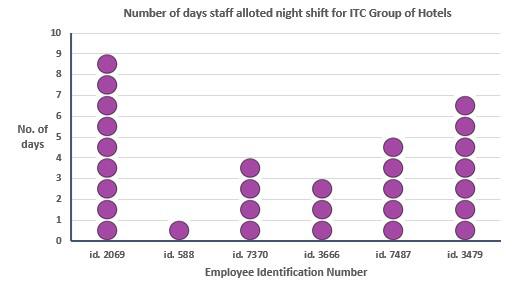 Number of days staff alloted night shift for ITC Group of Hotels
10
9
8
7
6
5
4
3
2
1
0
No. of
days
id. 2069 id. 588 id. 7370 id. 3666 id. 7487 id. 3479
Employee Identification Number